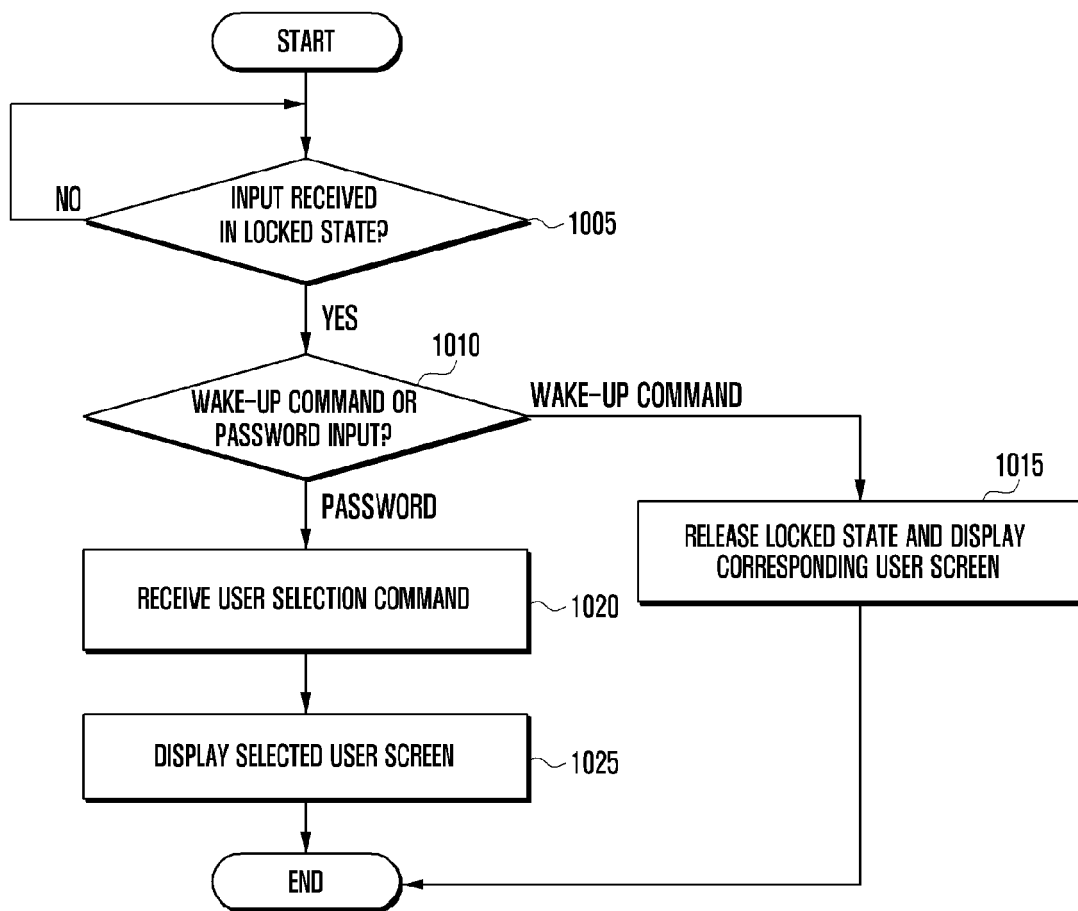 START
NO
INPUT RECEIVED
IN LOCKED STATE?
1005
YES
1010
WAKE-UP COMMAND OR
PASSWORD INPUT?
WAKE-UP COMMAND
PASSWORD
1015
RELEASE LOCKED STATE AND DISPLAY
CORRESPONDING USER SCREEN
RECEIVE USER SELECTION COMMAND
1020
DISPLAY SELECTED USER SCREEN
1025
END